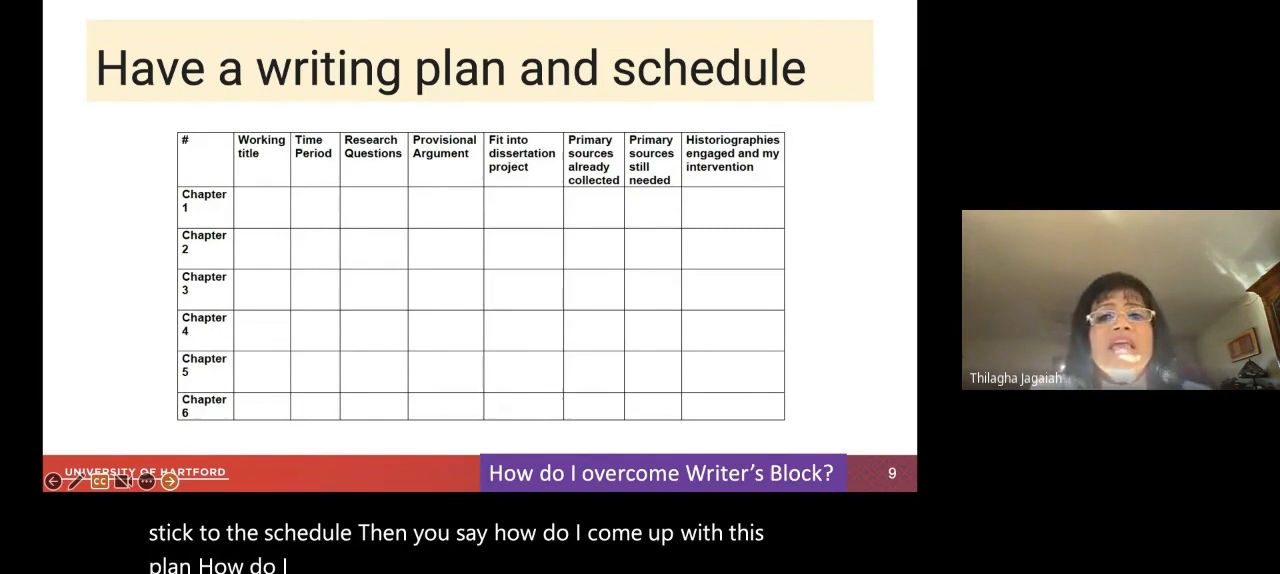 Have a writing plan and schedule
# Working title Time Period Research Questions Provisional Argument Fit into dissertation project Primary sources already collected Primary sources still needed Historiographies engaged and my intervention
Chapter 1
Chapter 2
Chapter 3
Chapter 4
Chapter 5
Chapter 6
Thilagha Jagaiah
UNIVERSITY OF HARTFORD
CC
How do I overcome Writer's Block?
9
stick to the schedule Then you say how do I come up with this
plan How do I